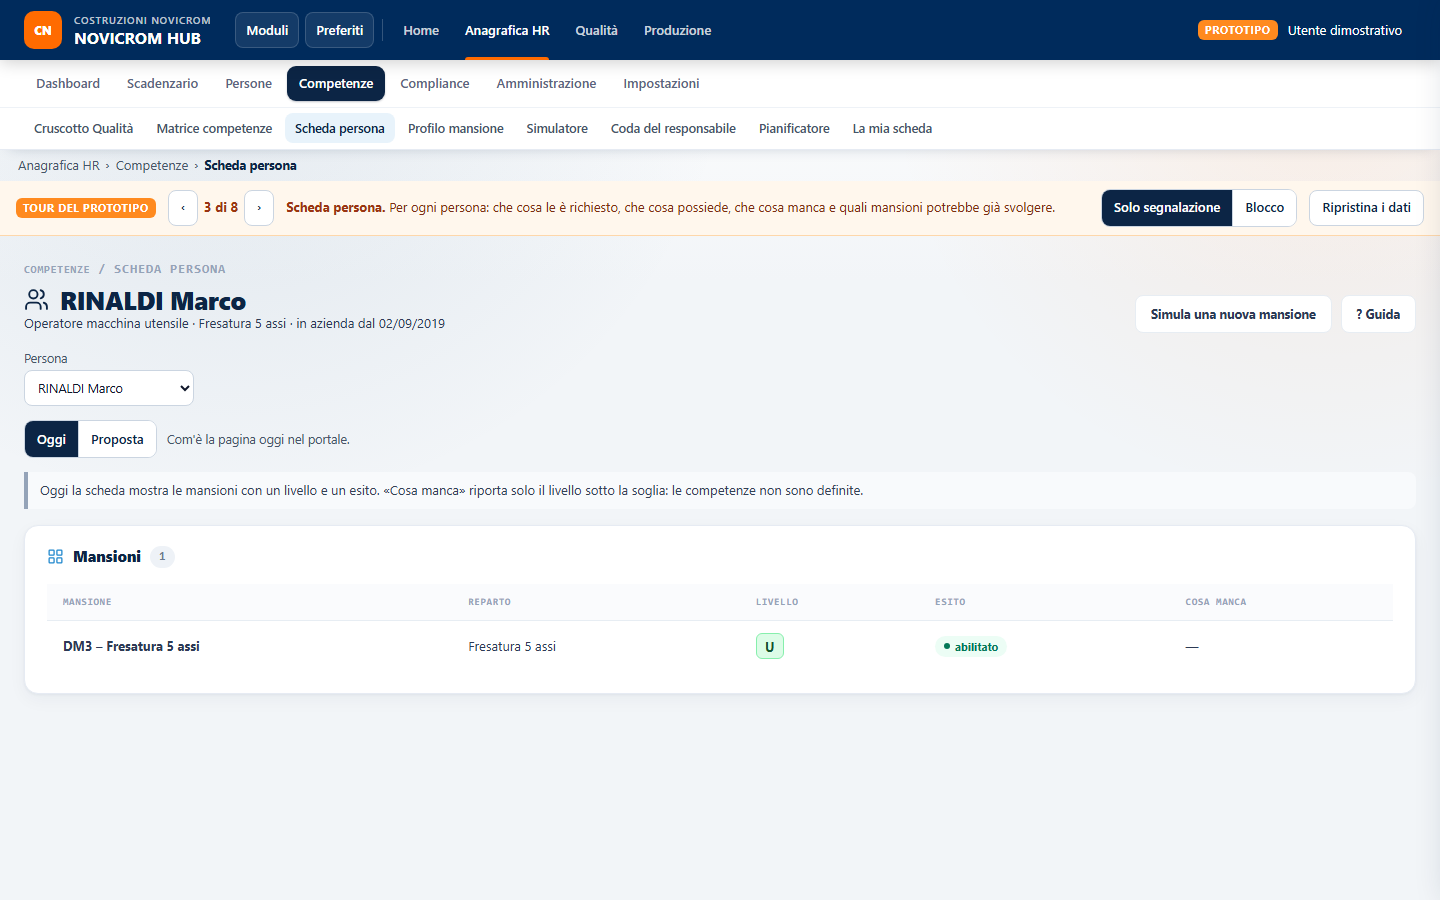 CN
COSTRUZIONI NOVICROM
NOVICROM HUB
Moduli
Preferiti
Home
Anagrafica HR
Qualità
Produzione
PROTOTIPO
Utente dimostrativo
Dashboard
Scadenzario
Persone
Competenze
Compliance
Amministrazione
Impostazioni
Cruscotto Qualità
Matrice competenze
Scheda persona
Profilo mansione
Simulatore
Coda del responsabile
Pianificatore
La mia scheda
Anagrafica HR › Competenze › Scheda persona
TOUR DEL PROTOTIPO
‹
3 di 8
›
Scheda persona. Per ogni persona: che cosa le è richiesto, che cosa possiede, che cosa manca e quali mansioni potrebbe già svolgere.
Solo segnalazione
Blocco
Ripristina i dati
COMPETENZE / SCHEDA PERSONA
RINALDI Marco
Operatore macchina utensile · Fresatura 5 assi · in azienda dal 02/09/2019
Simula una nuova mansione
? Guida
Persona
RINALDI Marco
Oggi
Proposta
Com'è la pagina oggi nel portale.
Oggi la scheda mostra le mansioni con un livello e un esito. «Cosa manca» riporta solo il livello sotto la soglia: le competenze non sono definite.
Mansioni
1
MANSIONE
REPARTO
LIVELLO
ESITO
COSA MANCA
DM3 – Fresatura 5 assi
Fresatura 5 assi
U
abilitato
—